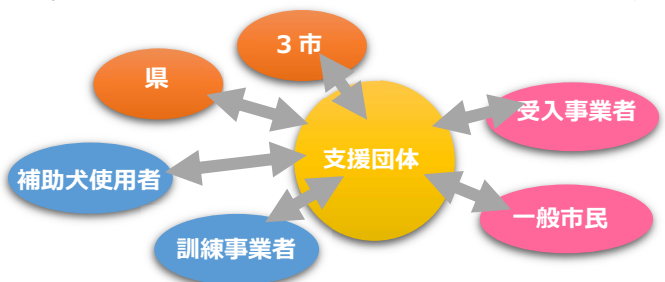 ３市
県
受入事業者
支援団体
補助犬使用者
一般市民
訓練事業者